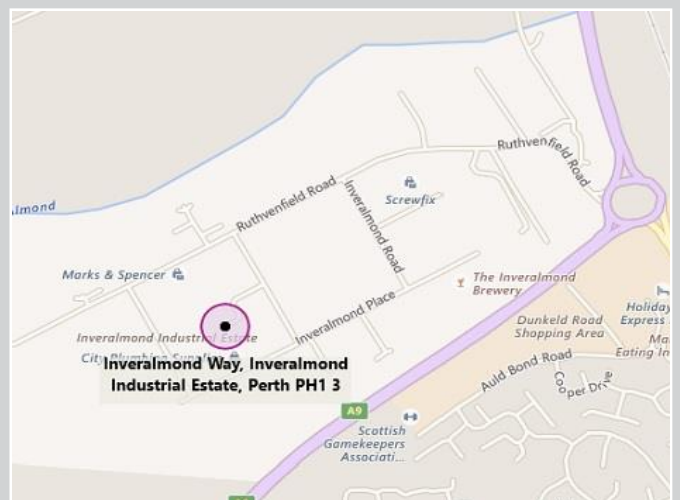 Ruthvenfield Road
lmond
Ruthvenfield Road
Inveralmond Road
Screwfix
Marks & Spencer
The Inveralmond
Brewery
Holiday
Express
Inveralmond Place
Dunkeld Road
Shopping Area
Inveralmond Industrial Estate
City Plumbing Supplies
Ma
Eating In
Inveralmond Way, Inveralmond
Industrial Estate, Perth PH1 3
Auld Bond Road
Cooper Drive
A9
Scottish
Gamekeepers
Associati...